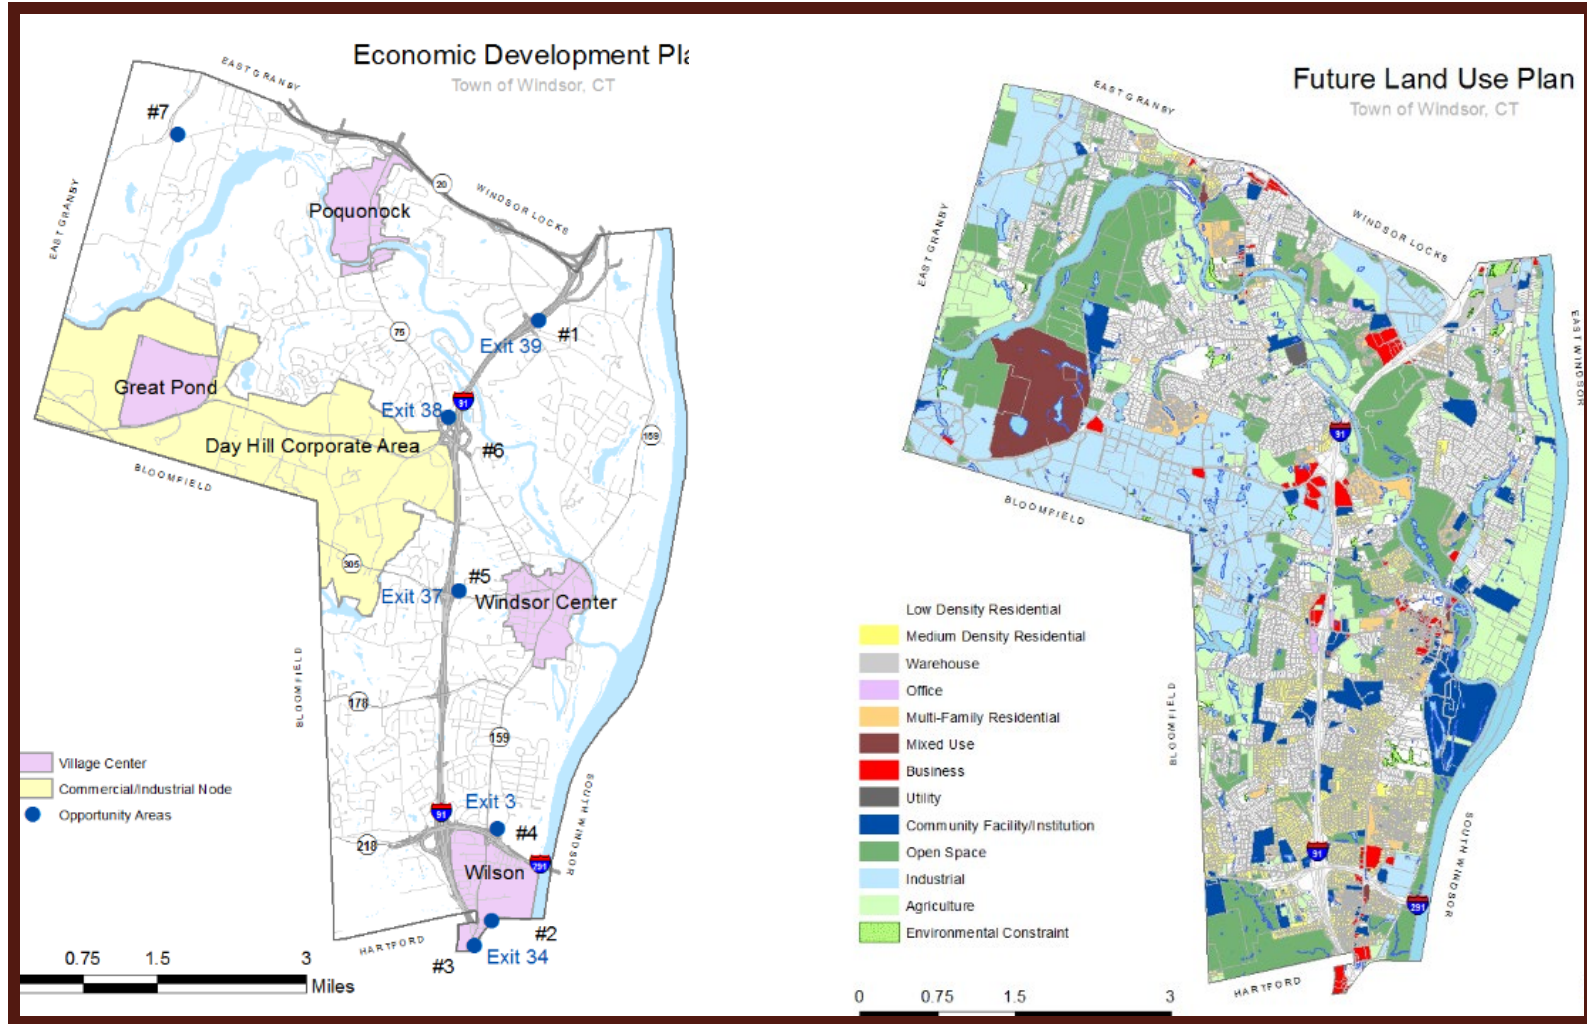 Economic Development Pla
Town of Windsor, CT
EAST GRANBY
#7
20
WINDSOR LOCKS
Poquonock
EAST GRANBY
75
#1
Exit 39
Great Pond
91
Exit 38
159
Day Hill Corporate Area
#6
BLOOMFIELD
305
#5
Exit 37
Windsor Center
BLOOMFIELD
178
159
Village Center
Commercial/Industrial Node
Opportunity Areas
SOUTH WINDSOR
91
Exit 3
#4
218
291
Wilson
#2
HARTFORD
Exit 34
#3
0.75 1.5 3
Miles
Future Land Use Plan
Town of Windsor, CT
EAST GRANBY
WINDSOR LOCKS
EAST GRANBY
EAST WINDSOR
91
BLOOMFIELD
Low Density Residential
Medium Density Residential
Warehouse
Office
Multi-Family Residential
Mixed Use
Business
Utility
Community Facility/Institution
Open Space
Industrial
Agriculture
Environmental Constraint
BLOOMFIELD
SOUTH WINDSOR
91
291
HARTFORD
0 0.75 1.5 3